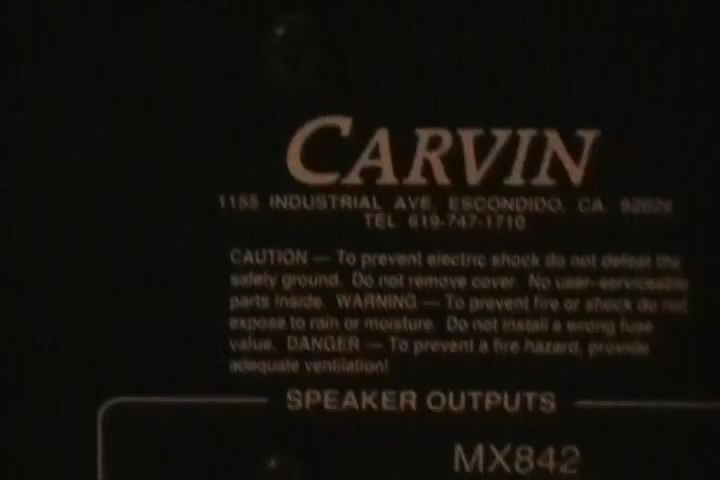 CARVIN
1155 INDUSTRIAL AVE. ESCONDIDO, CA.
TEL 619-747-1710
CAUTION — To prevent electric shock do not defeat the
safety ground. Do not remove cover. No user-serviceable
parts inside. WARNING — To prevent fire or shock do not
expose to rain or moisture. Do not install a wrong fuse
value. DANGER — To prevent a fire hazard, provide
adequate ventilation!
SPEAKER OUTPUTS
MX842